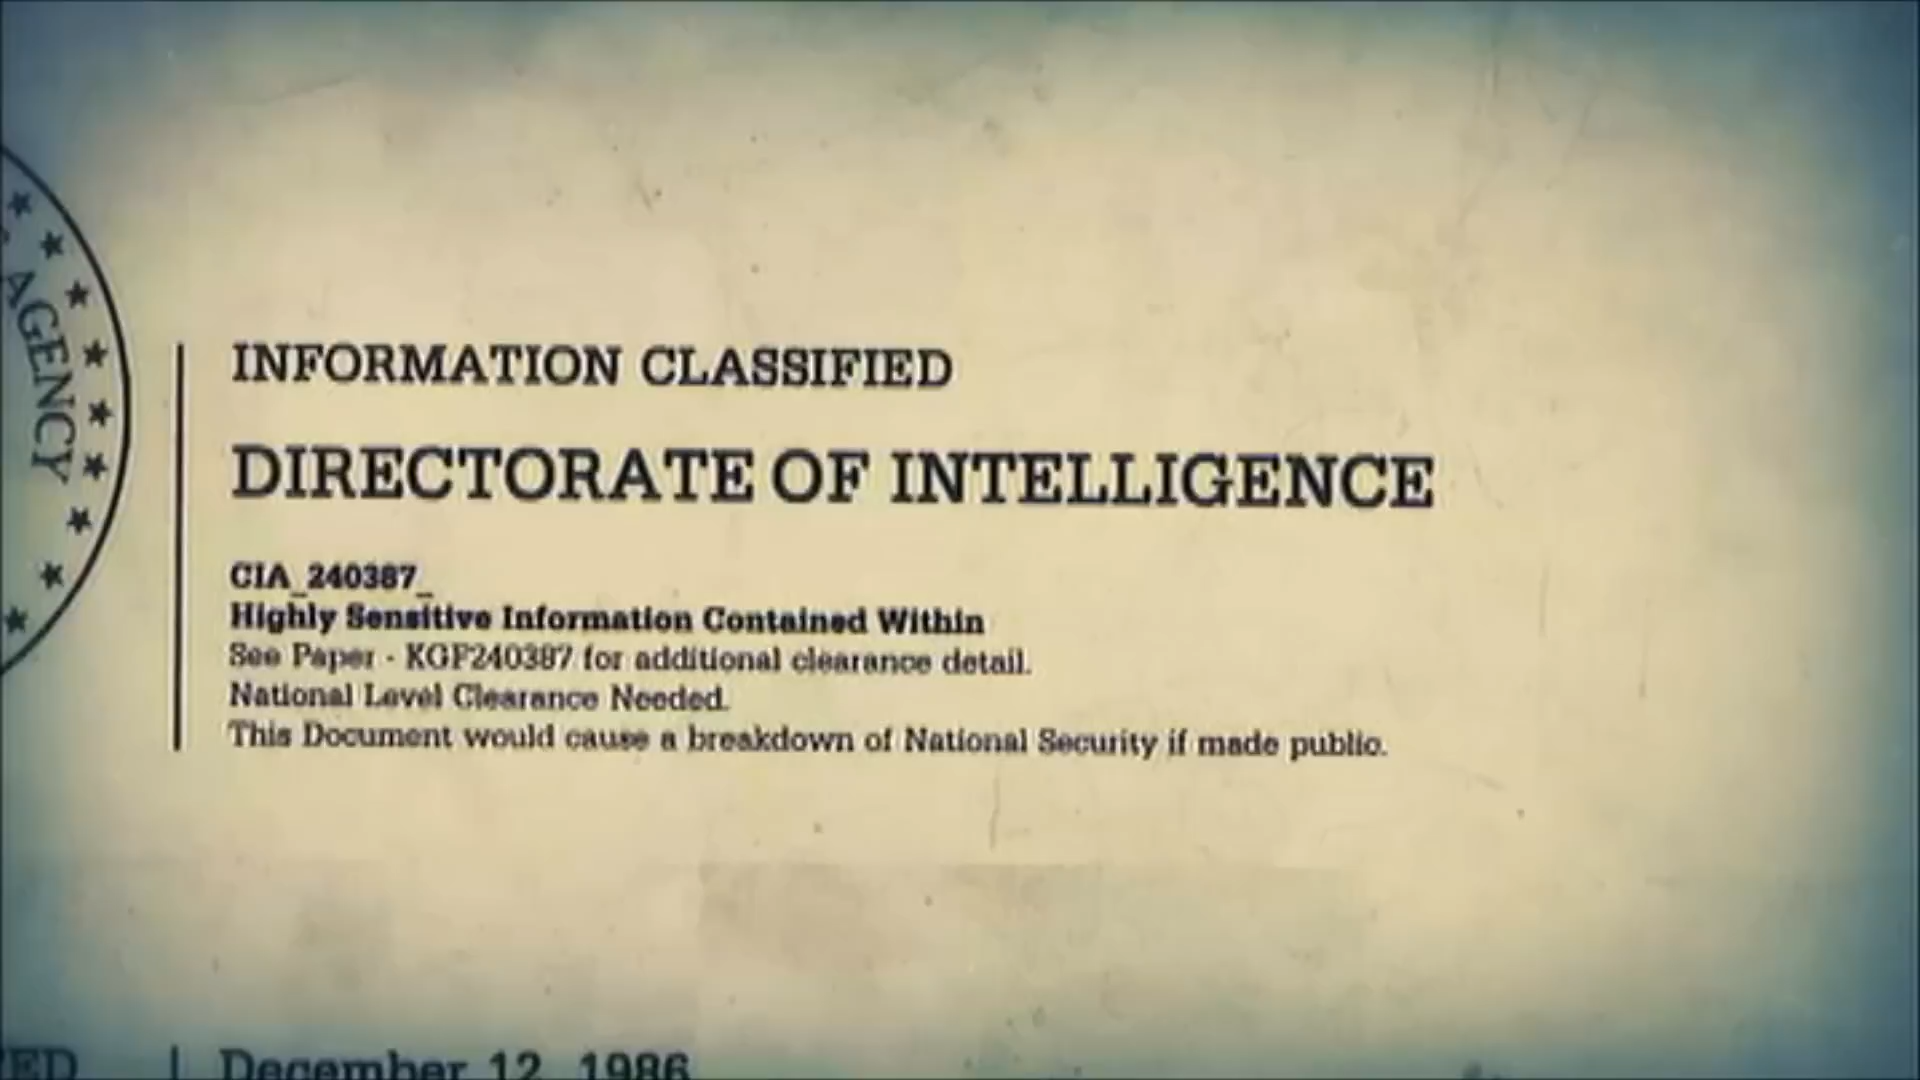 AGENCY
INFORMATION CLASSIFIED
DIRECTORATE OF INTELLIGENCE
CIA_240387_
Highly Sensitive Information Contained Within
See Paper - KGF240387 for additional clearance detail.
National Level Clearance Needed.
This Document would cause a breakdown of National Security if made public.
December 12, 1986